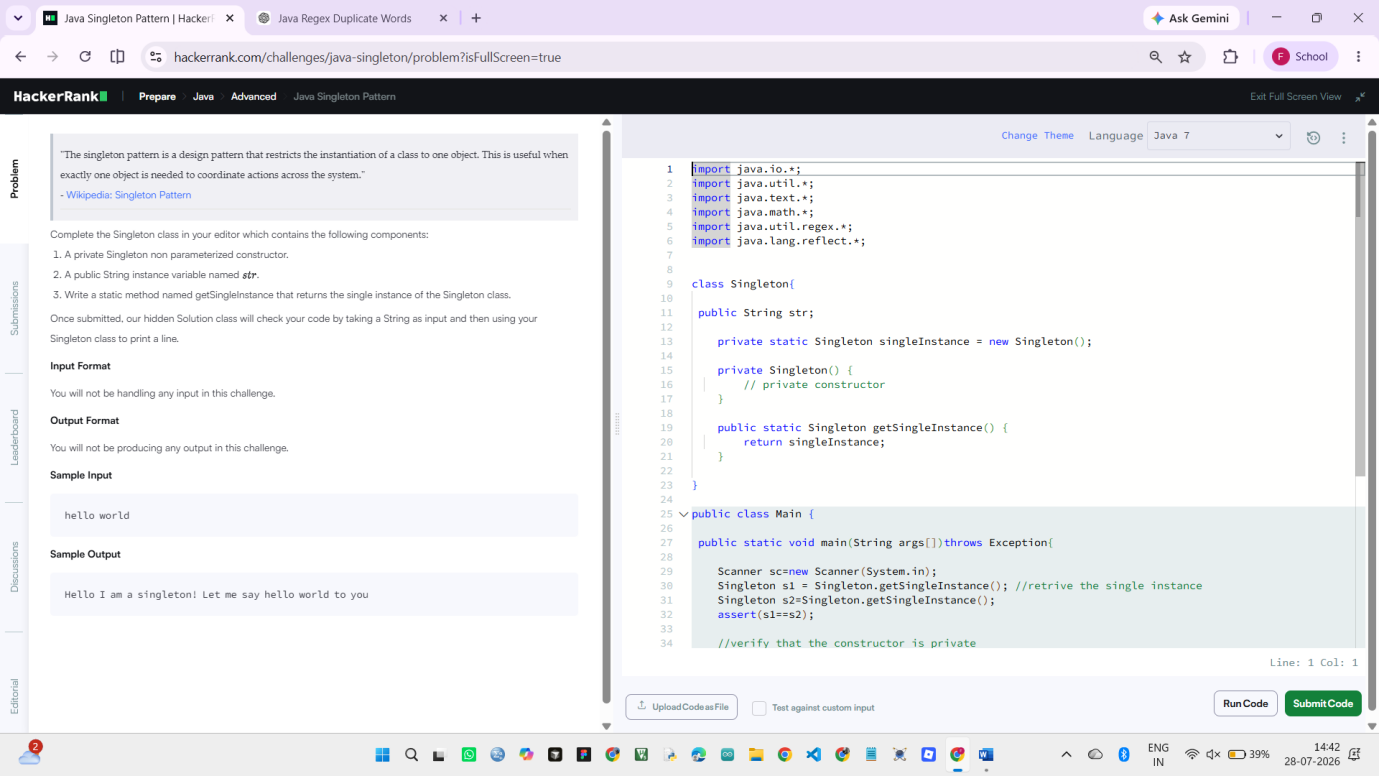 Java Singleton Pattern | HackerR
Java Regex Duplicate Words
Ask Gemini
hackerrank.com/challenges/java-singleton/problem?isFullScreen=true
F School
HackerRank
Prepare
Java
Advanced
Java Singleton Pattern
Exit Full Screen View
Problem
Submissions
Leaderboard
Discussions
Editorial
"The singleton pattern is a design pattern that restricts the instantiation of a class to one object. This is useful when
exactly one object is needed to coordinate actions across the system."
- Wikipedia: Singleton Pattern
Complete the Singleton class in your editor which contains the following components:
1. A private Singleton non parameterized constructor.
2. A public String instance variable named str.
3. Write a static method named getSingleInstance that returns the single instance of the Singleton class.
Once submitted, our hidden Solution class will check your code by taking a String as input and then using your
Singleton class to print a line.
Input Format
You will not be handling any input in this challenge.
Output Format
You will not be producing any output in this challenge.
Sample Input
hello world
Sample Output
Hello I am a singleton! Let me say hello world to you
Change Theme Language Java 7
1 import java.io.*;
2 import java.util.*;
3 import java.text.*;
4 import java.math.*;
5 import java.util.regex.*;
6 import java.lang.reflect.*;
7
8
9 class Singleton{
10
11 public String str;
12
13 private static Singleton singleInstance = new Singleton();
14
15 private Singleton() {
16 // private constructor
17 }
18
19 public static Singleton getSingleInstance() {
20 return singleInstance;
21 }
22
23 }
24
25 public class Main {
26
27 public static void main(String args[])throws Exception{
28
29 Scanner sc=new Scanner(System.in);
30 Singleton s1 = Singleton.getSingleInstance(); //retrive the single instance
31 Singleton s2=Singleton.getSingleInstance();
32 assert(s1==s2);
33
34 //verify that the constructor is private
Line: 1 Col: 1
Upload Code as File
Test against custom input
Run Code
Submit Code
2
ENG
IN
39%
14:42
28-07-2026